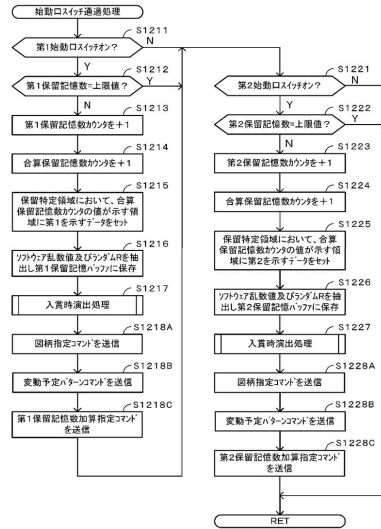 始動口スイッチ通過処理
S1211
第1始動口スイッチオン?
N
Y
S1212
第1保留記憶数=上限値?
Y
N
S1213
第1保留記憶数カウンタを+1
S1214
合算保留記憶数カウンタを+1
S1215
保留特定領域において、合算
保留記憶数カウンタの値が示す領
域に第1を示すデータをセット
S1216
ソフトウェア乱数値及びランダムRを抽
出し第1保留記憶バッファに保存
S1217
入賞時演出処理
S1218A
図柄指定コマンドを送信
S1218B
変動予定パターンコマンドを送信
S1218C
第1保留記憶数加算指定コマンド
を送信
S1221
第2始動口スイッチオン?
N
Y
S1222
第2保留記憶数=上限値?
Y
N
S1223
第2保留記憶数カウンタを+1
S1224
合算保留記憶数カウンタを+1
S1225
保留特定領域において、合算
保留記憶数カウンタの値が示す領
域に第2を示すデータをセット
S1226
ソフトウェア乱数値及びランダムRを抽
出し第2保留記憶バッファに保存
S1227
入賞時演出処理
S1228A
図柄指定コマンドを送信
S1228B
変動予定パターンコマンドを送信
S1228C
第2保留記憶数加算指定コマンド
を送信
RET